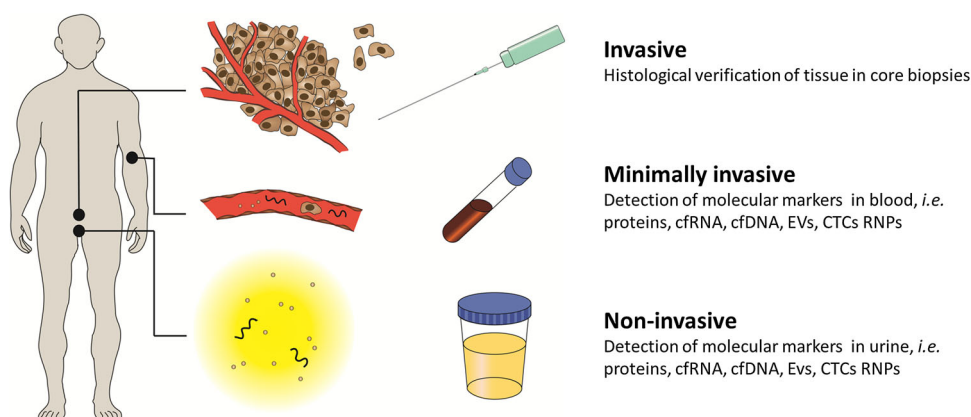 Invasive
Histological verification of tissue in core biopsies
Minimally invasive
Detection of molecular markers in blood, i.e.
proteins, cfRNA, cfDNA, EVs, CTCs RNPs
Non-invasive
Detection of molecular markers in urine, i.e.
proteins, cfRNA, cfDNA, Evs, CTCs RNPs